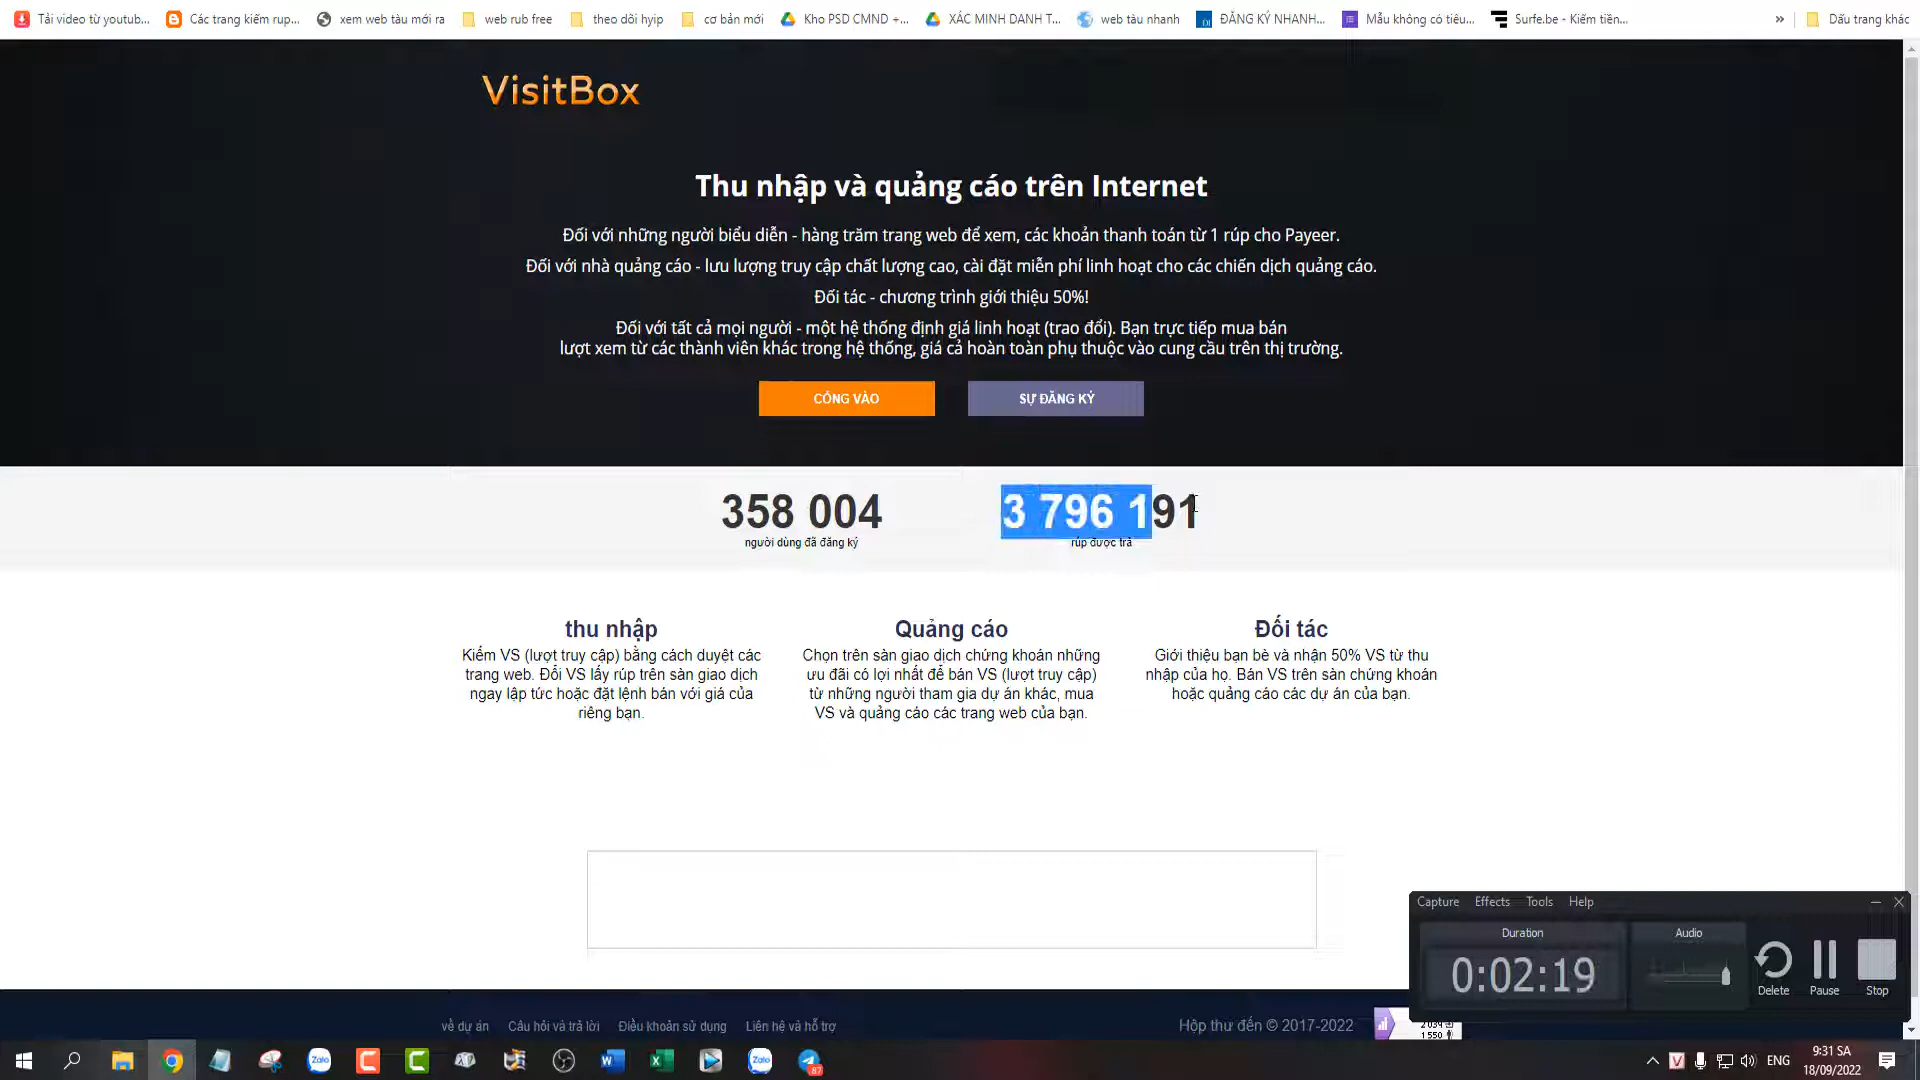 Tải video từ youtub...
Các trang kiếm rup...
xem web tàu mới ra
web rub free
theo dõi hyip
cơ bản mới
Kho PSD CMND +...
XÁC MINH DANH T...
web tàu nhanh
ĐĂNG KÝ NHANH...
Mẫu không có tiêu...
Surfe.be - Kiếm tiền...
»
Dấu trang khác
VisitBox
Thu nhập và quảng cáo trên Internet
Đối với những người biểu diễn - hàng trăm trang web để xem, các khoản thanh toán từ 1 rúp cho Payeer.
Đối với nhà quảng cáo - lưu lượng truy cập chất lượng cao, cài đặt miễn phí linh hoạt cho các chiến dịch quảng cáo.
Đối tác - chương trình giới thiệu 50%!
Đối với tất cả mọi người - một hệ thống định giá linh hoạt (trao đổi). Bạn trực tiếp mua bán
lượt xem từ các thành viên khác trong hệ thống, giá cả hoàn toàn phụ thuộc vào cung cầu trên thị trường.
CỔNG VÀO
SỰ ĐĂNG KÝ
358 004
người dùng đã đăng ký
3 796 191
rúp được trả
thu nhập
Kiếm VS (lượt truy cập) bằng cách duyệt các
trang web. Đổi VS lấy rúp trên sàn giao dịch
ngay lập tức hoặc đặt lệnh bán với giá của
riêng bạn.
Quảng cáo
Chọn trên sàn giao dịch chứng khoán những
ưu đãi có lợi nhất để bán VS (lượt truy cập)
từ những người tham gia dự án khác, mua
VS và quảng cáo các trang web của bạn.
Đối tác
Giới thiệu bạn bè và nhận 50% VS từ thu
nhập của họ. Bán VS trên sàn chứng khoán
hoặc quảng cáo các dự án của bạn.
Capture
Effects
Tools
Help
Duration
Audio
0:02:19
Delete
Pause
Stop
về dự án
Câu hỏi và trả lời
Điều khoản sử dụng
Liên hệ và hỗ trợ
Hộp thư đến © 2017-2022
1550
Zalo
Zalo
87
ENG
9:31 SA
18/09/2022